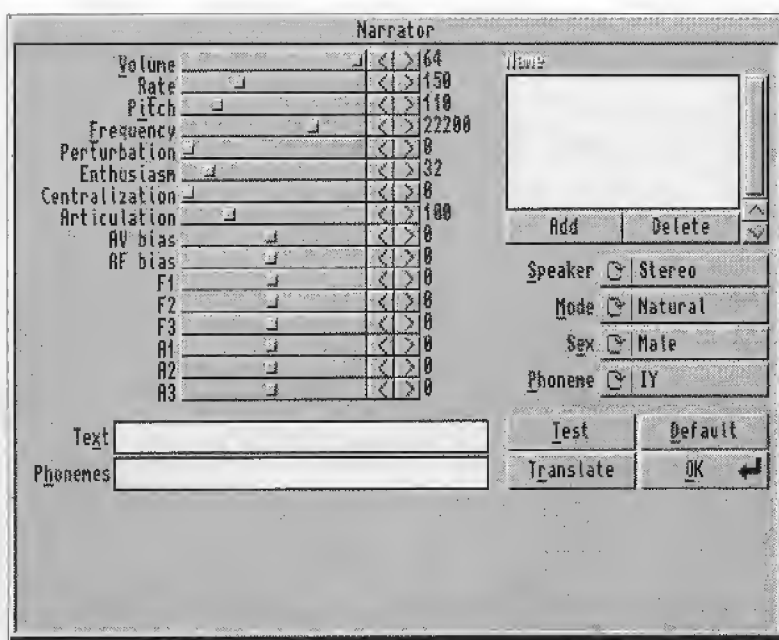 Narrator
Volume < > 64
Rate < > 150
Pitch < > 110
Frequency < > 22200
Perturbation < > 0
Enthusiasm < > 32
Centralization < > 0
Articulation < > 100
AV bias < > 0
AF bias < > 0
F1 < > 0
F2 < > 0
F3 < > 0
A1 < > 0
A2 < > 0
A3 < > 0
Name
Add Delete
Speaker Stereo
Mode Natural
Sex Male
Phoneme IY
Text
Phonemes
Test Default
Translate OK